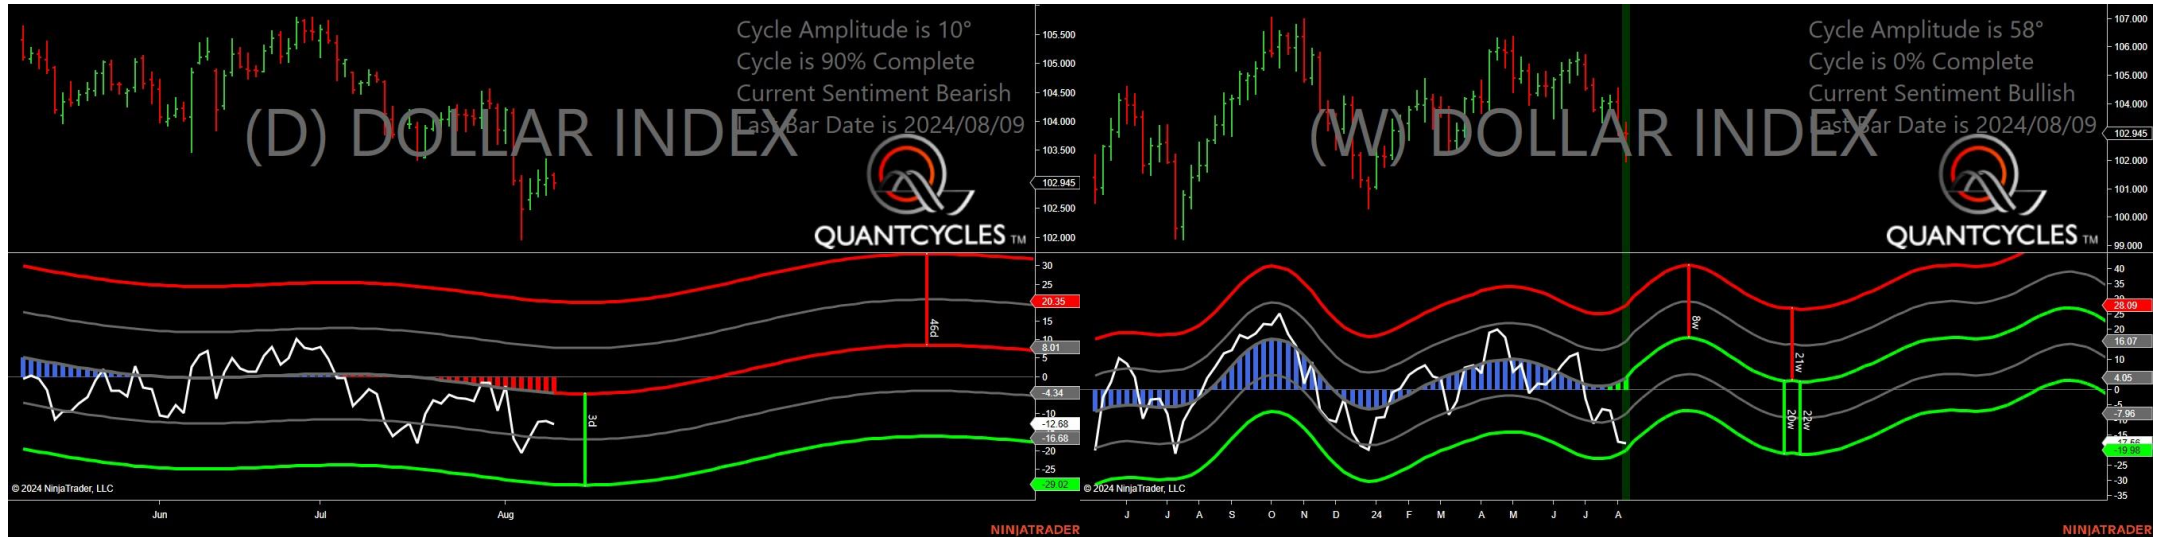 Cycle Amplitude is 10°
Cycle is 90% Complete
Current Sentiment Bearish
Last Bar Date is 2024/08/09
(D) DOLLAR INDEX
QUANTCYCLES TM
105.500
105.000
104.500
104.000
103.500
102.945
102.500
102.000
30
25
20.35
15
10
8.01
5
0
-4.34
-10
-12.68
-16.68
-20
-25
-29.02
46d
3d
© 2024 NinjaTrader, LLC
Jun Jul Aug
NINJATRADER
Cycle Amplitude is 58°
Cycle is 0% Complete
Current Sentiment Bullish
Last Bar Date is 2024/08/09
(W) DOLLAR INDEX
QUANTCYCLES TM
107.000
106.000
105.000
104.000
102.945
102.000
101.000
100.000
99.000
40
35
28.09
25
20
16.07
10
4.05
0
-5
-7.96
-19.98
-25
-30
-35
8w
21w
20w
22w
© 2024 NinjaTrader, LLC
J J A S O N D 24 F M A M J J A
NINJATRADER